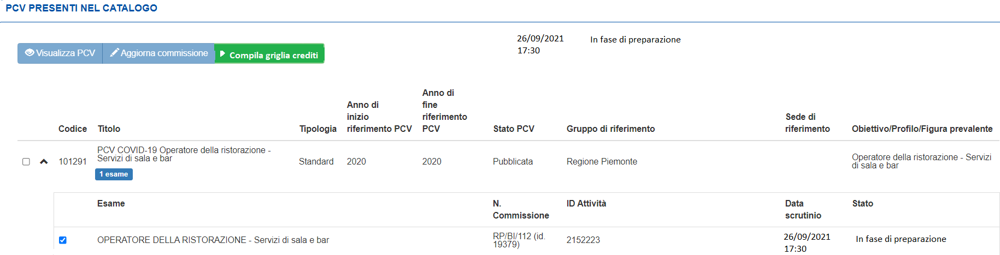 PCV PRESENTI NEL CATALOGO
26/09/2021 In fase di preparazione
17:30
Visualizza PCV Aggiorna commissione Compila griglia crediti
Anno di
Anno di fine
inizio riferimento Sede di
Codice Titolo Tipologia riferimento PCV PCV Stato PCV Gruppo di riferimento riferimento Obiettivo/Profilo/Figura prevalente
PCV COVID-19 Operatore della ristorazione -
Servizi di sala e bar
101291 Standard 2020 2020 Pubblicata Regione Piemonte
Operatore della ristorazione - Servizi
di sala e bar
1 esame
Esame N. ID Attività Data Stato
Commissione scrutinio
OPERATORE DELLA RISTORAZIONE - Servizi di sala e bar RP/BI/112 (id. 2152223 26/09/2021 In fase di preparazione
19379) 17:30